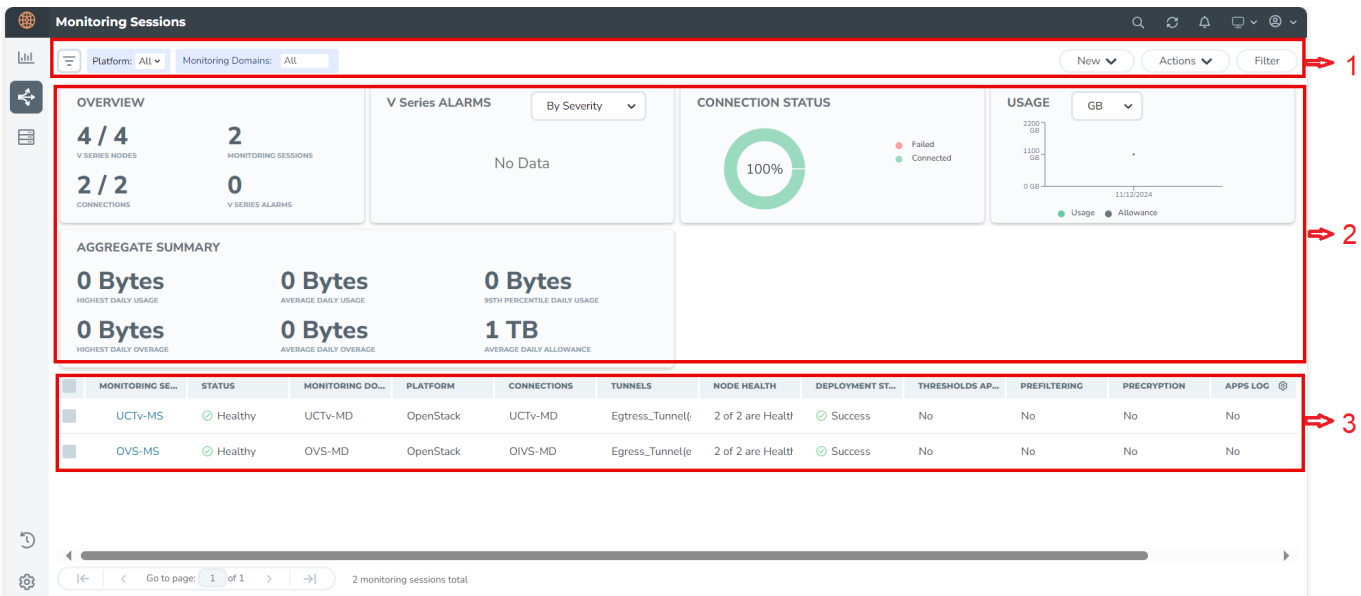 Monitoring Sessions
Platform: All
Monitoring Domains: All
New
Actions
Filter
1
OVERVIEW
4 / 4
V SERIES NODES
2
MONITORING SESSIONS
2 / 2
CONNECTIONS
0
V SERIES ALARMS
V Series ALARMS
By Severity
No Data
CONNECTION STATUS
100%
Failed
Connected
USAGE
GB
2200 GB
1100 GB
0 GB
11/12/2024
Usage
Allowance
2
AGGREGATE SUMMARY
0 Bytes
HIGHEST DAILY USAGE
0 Bytes
AVERAGE DAILY USAGE
0 Bytes
95TH PERCENTILE DAILY USAGE
0 Bytes
HIGHEST DAILY OVERAGE
0 Bytes
AVERAGE DAILY OVERAGE
1 TB
AVERAGE DAILY ALLOWANCE
MONITORING SE... STATUS MONITORING DO... PLATFORM CONNECTIONS TUNNELS NODE HEALTH DEPLOYMENT ST... THRESHOLDS AP... PREFILTERING PRECRYPTION APPS LOG
UCTv-MS Healthy UCTv-MD OpenStack UCTv-MD Egtress_Tunnel( 2 of 2 are Healt Success No No No No
OVS-MS Healthy OVS-MD OpenStack OIVS-MD Egress_Tunnel(e 2 of 2 are Healt Success No No No No
3
Go to page: 1 of 1
2 monitoring sessions total